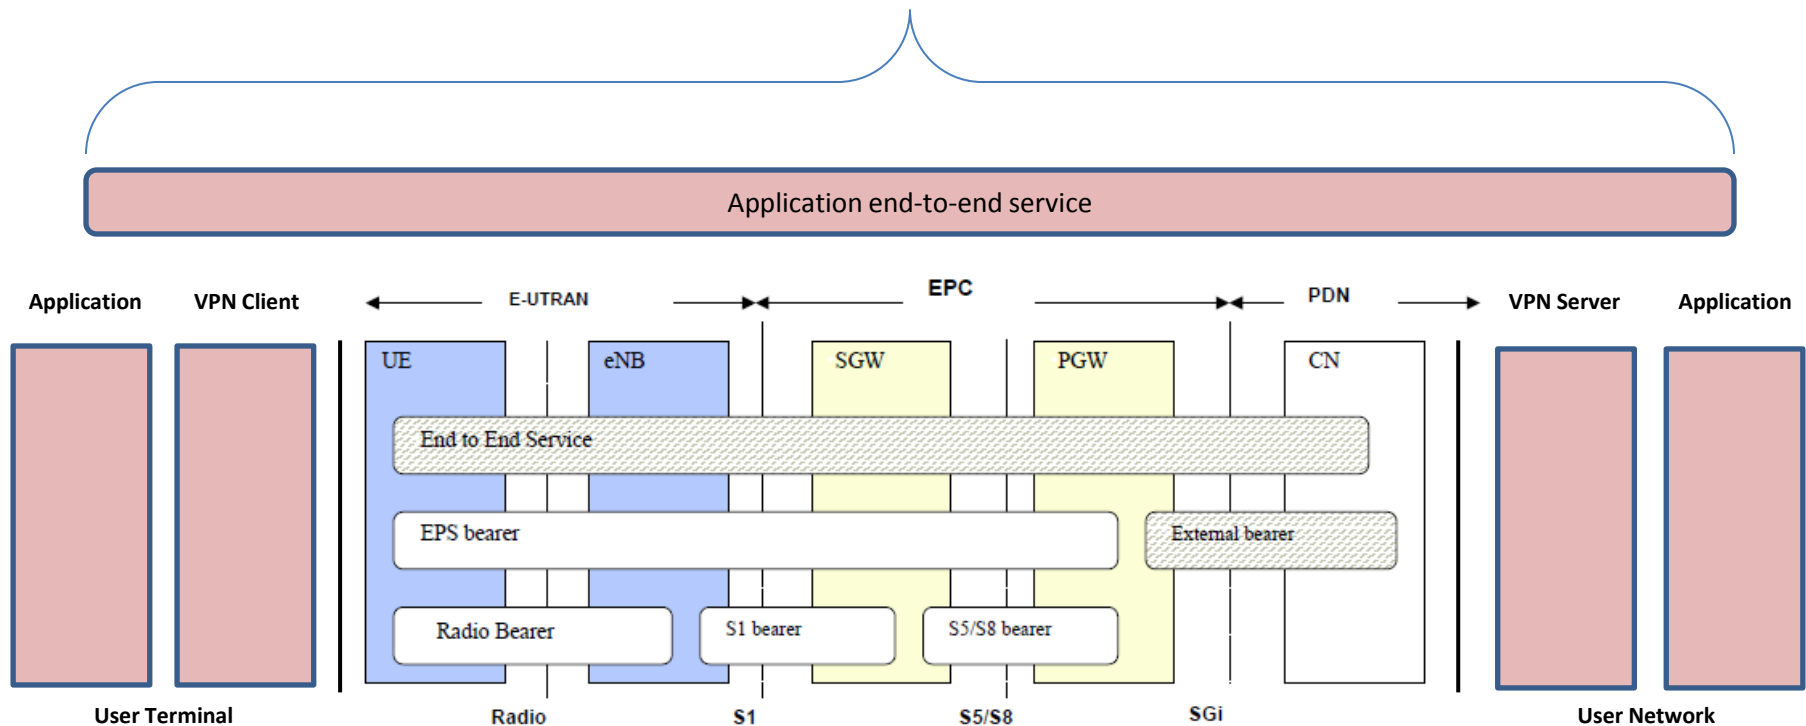 Application end-to-end service
Application
VPN Client
E-UTRAN
EPC
PDN
VPN Server
Application
UE
eNB
SGW
PGW
CN
End to End Service
EPS bearer
External bearer
Radio Bearer
S1 bearer
S5/S8 bearer
User Terminal
Radio
S1
S5/S8
SGi
User Network